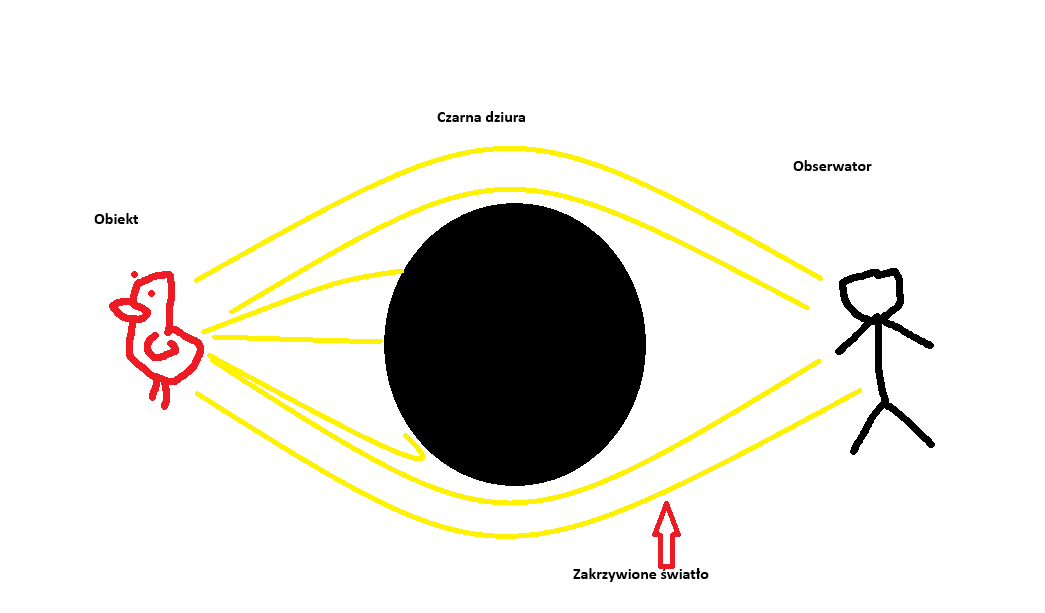 Czarna dziura
Obserwator
Obiekt
Zakrzywione światło